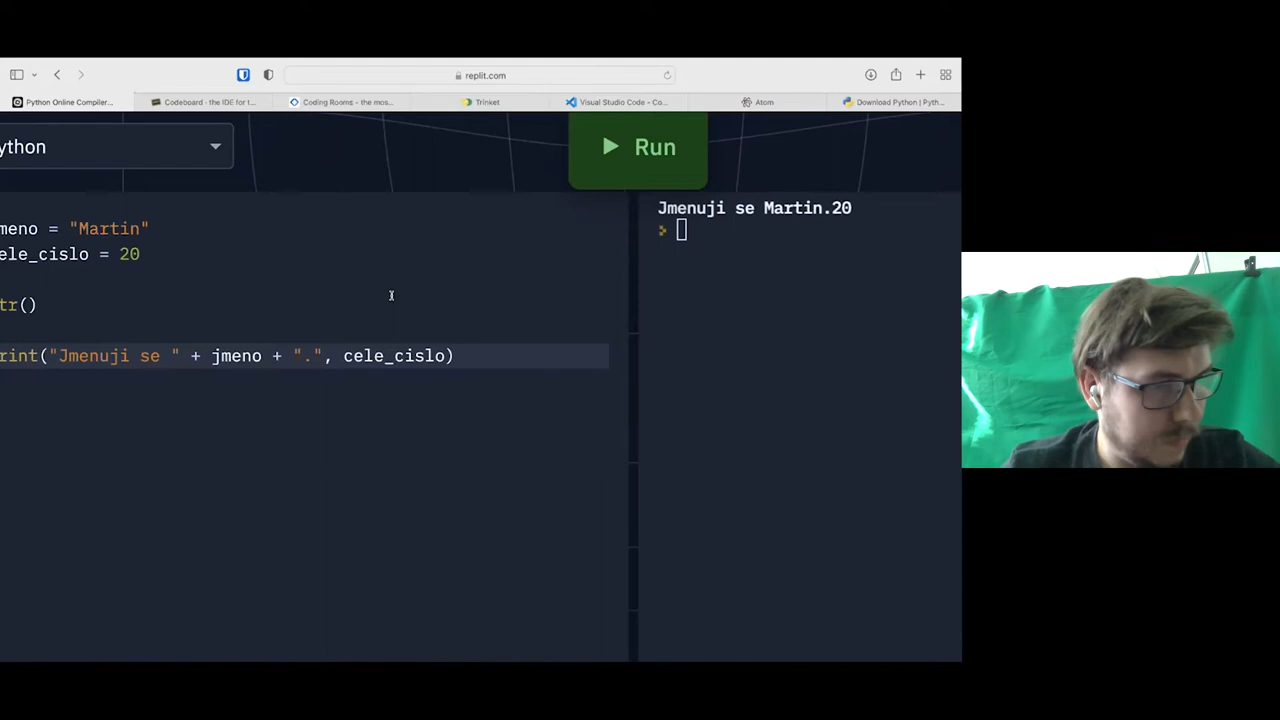 replit.com
Python Online Compiler...
Codeboard - the IDE for t...
Coding Rooms - the mos...
Trinket
Visual Studio Code - Co...
Atom
Download Python | Pyth...
ython
Run
meno = "Martin"
ele_cislo = 20
tr()
rint("Jmenuji se " + jmeno + ".", cele_cislo)
Jmenuji se Martin.20